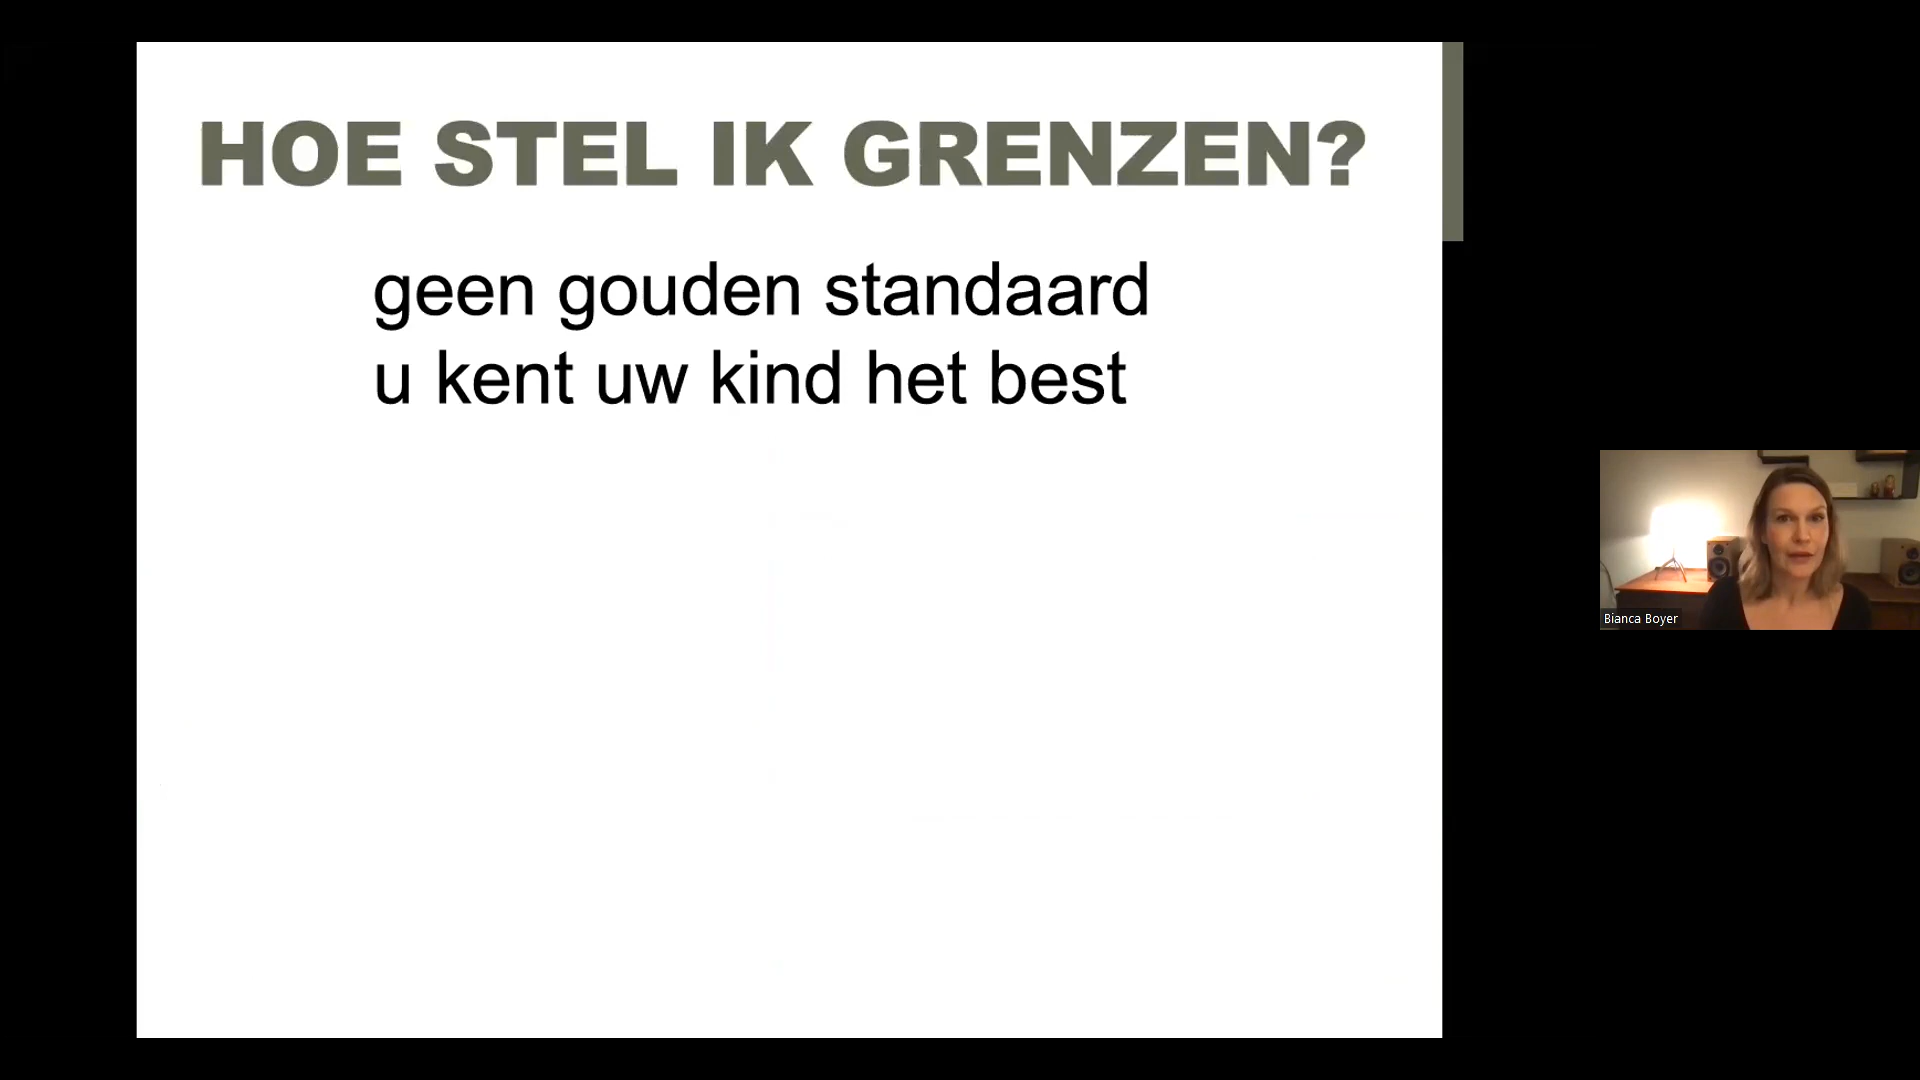 HOE STEL IK GRENZEN?
geen gouden standaard
u kent uw kind het best
Bianca Boyer